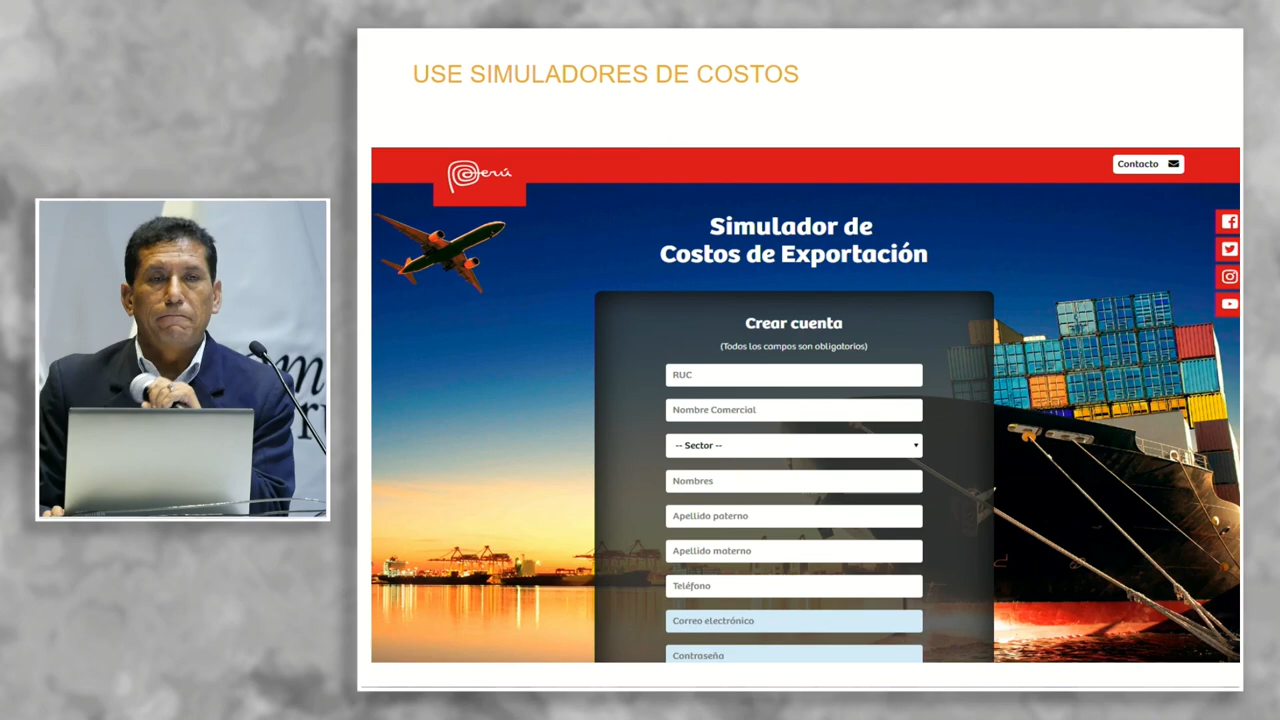 USE SIMULADORES DE COSTOS
Perú
Contacto
Simulador de
Costos de Exportación
Crear cuenta
(Todos los campos son obligatorios)
RUC
Nombre Comercial
-- Sector --
Nombres
Apellido paterno
Apellido materno
Teléfono
Correo electrónico
Contraseña